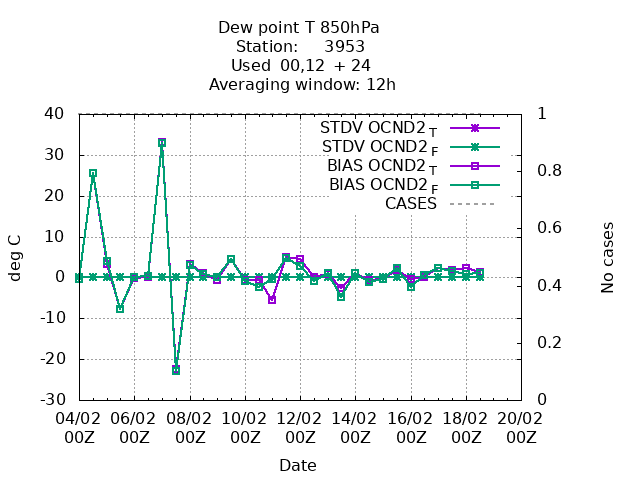 Dew point T 850hPa
Station: 3953
Used 00,12 + 24
Averaging window: 12h
STDV OCND2 T
STDV OCND2 F
BIAS OCND2 T
BIAS OCND2 F
CASES
deg C
40
30
20
10
0
-10
-20
-30
No cases
1
0.8
0.6
0.4
0.2
0
04/02 06/02 08/02 10/02 12/02 14/02 16/02 18/02 20/02
00Z 00Z 00Z 00Z 00Z 00Z 00Z 00Z 00Z
Date